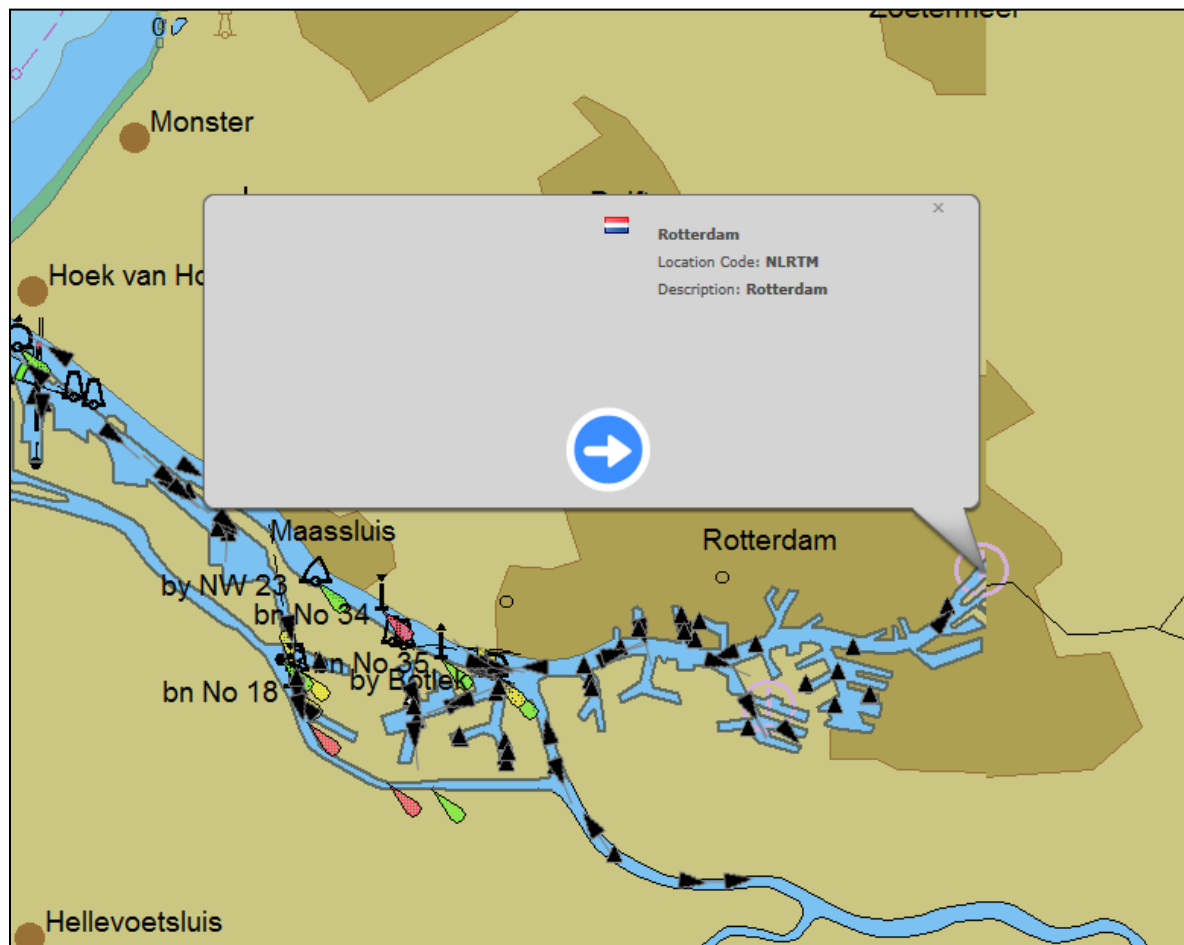 Zoetermeer
0
Monster
Rotterdam
Location Code: NLRTM
Description: Rotterdam
×
Hoek van Ho
Maassluis
Rotterdam
by NW 23
bn No 34
bn No 35
by Botlek
bn No 18
Hellevoetsluis